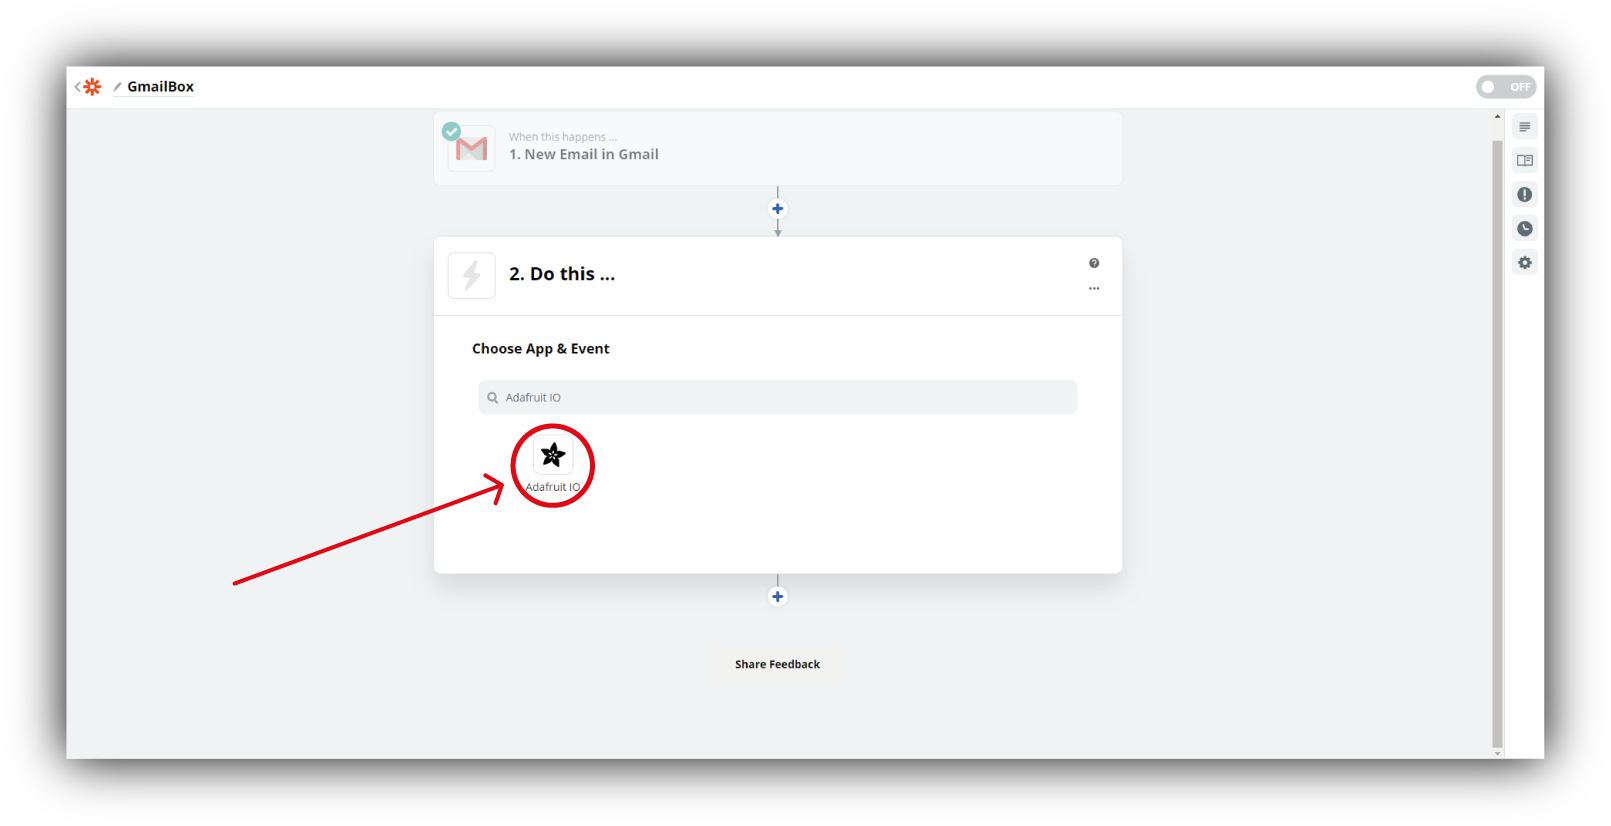 GmailBox
OFF
When this happens ...
1. New Email in Gmail
2. Do this ...
Choose App & Event
Adafruit IO
Adafruit IO
Share Feedback